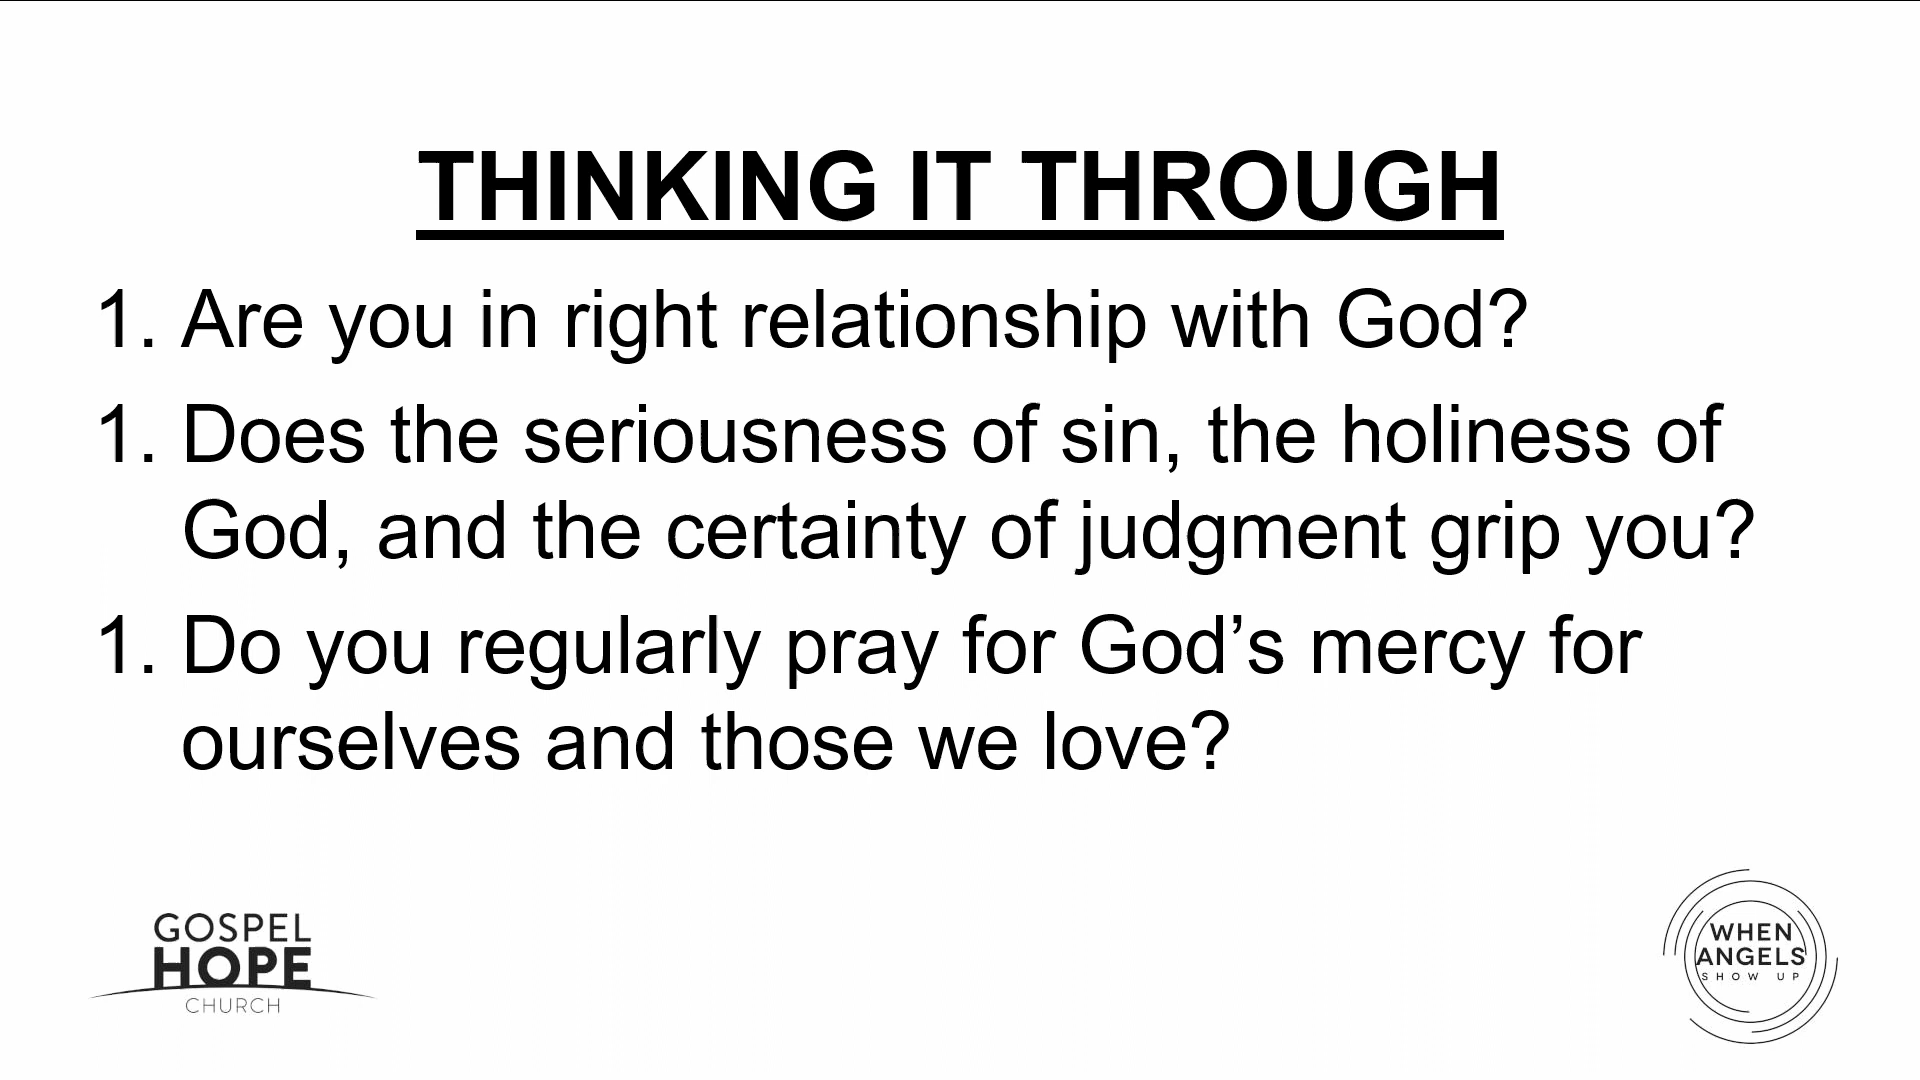 THINKING IT THROUGH
1. Are you in right relationship with God?
1. Does the seriousness of sin, the holiness of
God, and the certainty of judgment grip you?
1. Do you regularly pray for God’s mercy for
ourselves and those we love?
GOSPEL
HOPE
CHURCH
WHEN
ANGELS
SHOW UP